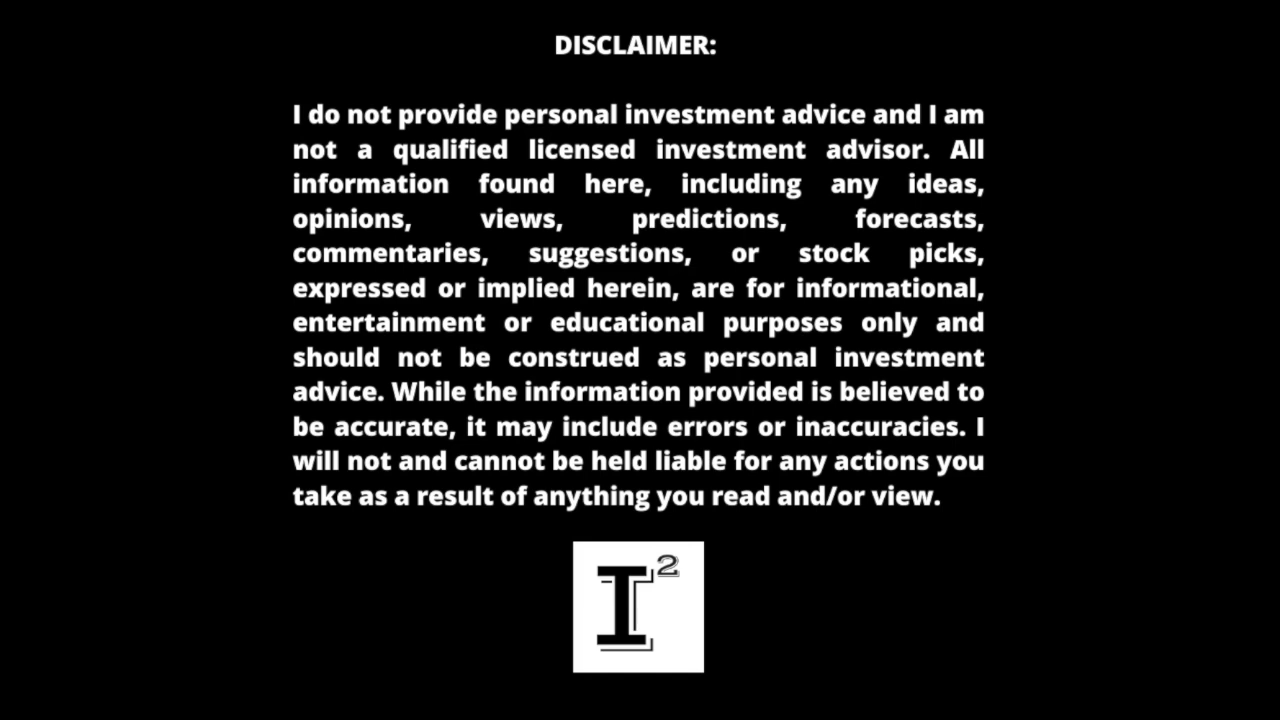 DISCLAIMER:
I do not provide personal investment advice and I am
not a qualified licensed investment advisor. All
information found here, including any ideas,
opinions, views, predictions, forecasts,
commentaries, suggestions, or stock picks,
expressed or implied herein, are for informational,
entertainment or educational purposes only and
should not be construed as personal investment
advice. While the information provided is believed to
be accurate, it may include errors or inaccuracies. I
will not and cannot be held liable for any actions you
take as a result of anything you read and/or view.
I²